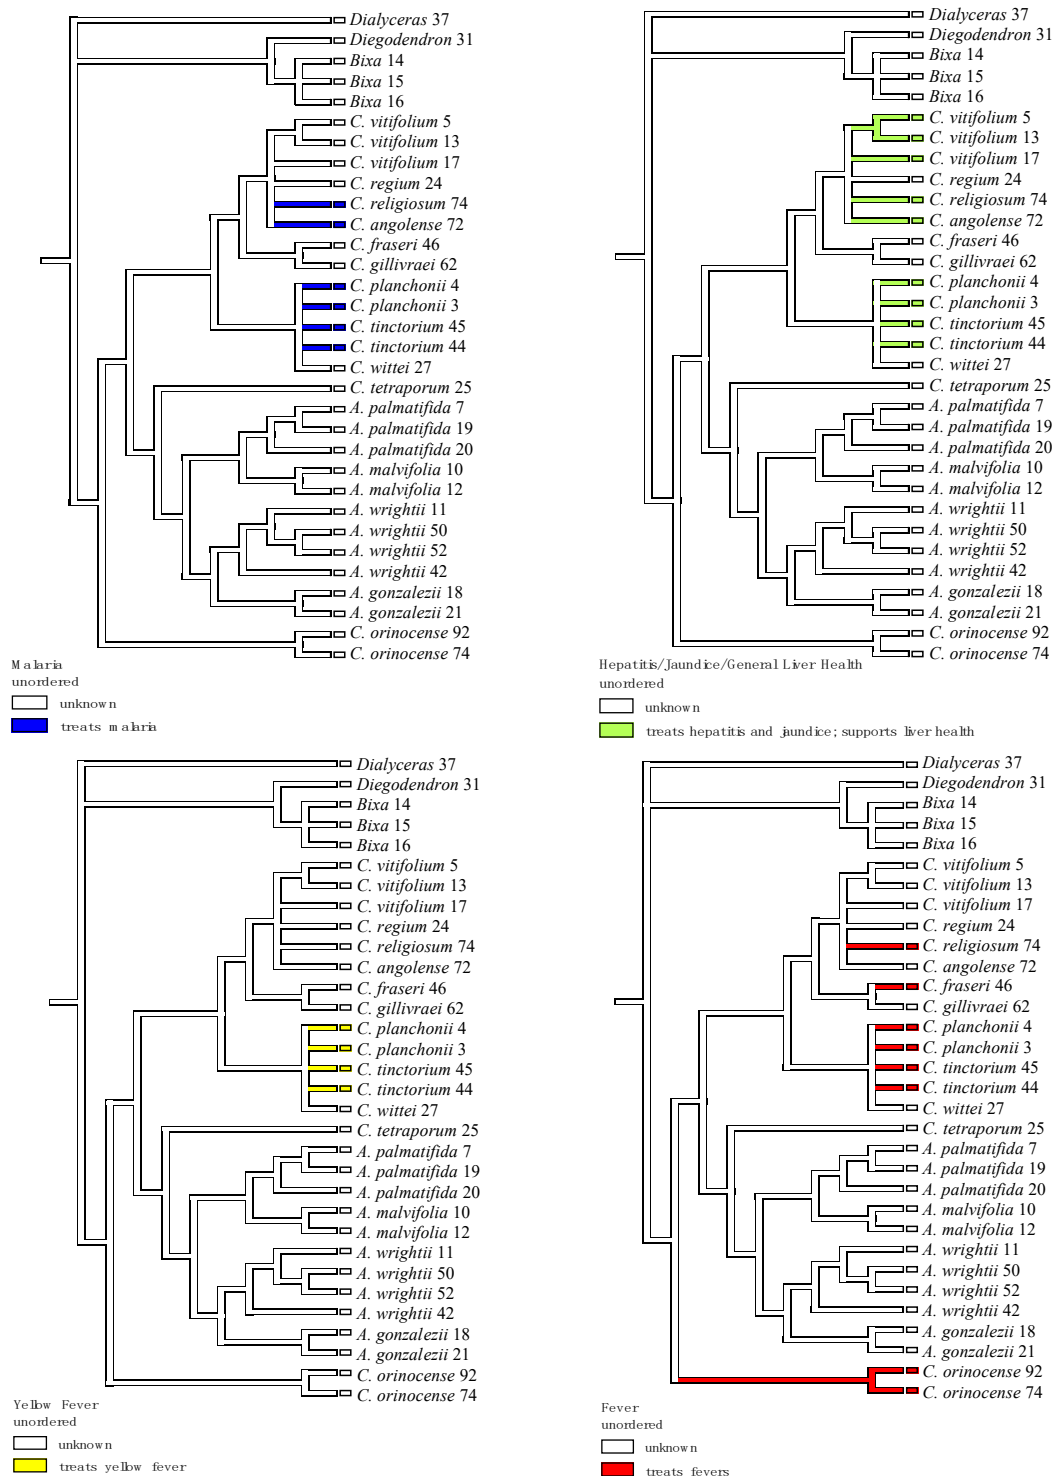 Dialyceras 37
Diegodendron 31
Bixa 14
Bixa 15
Bixa 16
C. vitifolium 5
C. vitifolium 13
C. vitifolium 17
C. regium 24
C. religiosum 74
C. angolense 72
C. fraseri 46
C. gillivraei 62
C. planchonii 4
C. planchonii 3
C. tinctorium 45
C. tinctorium 44
C. wittei 27
C. tetraporum 25
A. palmatifida 7
A. palmatifida 19
A. palmatifida 20
A. malvifolia 10
A. malvifolia 12
A. wrightii 11
A. wrightii 50
A. wrightii 52
A. wrightii 42
A. gonzalezii 18
A. gonzalezii 21
C. orinocense 92
C. orinocense 74
Malaria
unordered
unknown
treats malaria
Dialyceras 37
Diegodendron 31
Bixa 14
Bixa 15
Bixa 16
C. vitifolium 5
C. vitifolium 13
C. vitifolium 17
C. regium 24
C. religiosum 74
C. angolense 72
C. fraseri 46
C. gillivraei 62
C. planchonii 4
C. planchonii 3
C. tinctorium 45
C. tinctorium 44
C. wittei 27
C. tetraporum 25
A. palmatifida 7
A. palmatifida 19
A. palmatifida 20
A. malvifolia 10
A. malvifolia 12
A. wrightii 11
A. wrightii 50
A. wrightii 52
A. wrightii 42
A. gonzalezii 18
A. gonzalezii 21
C. orinocense 92
C. orinocense 74
Hepatitis/Jaundice/General Liver Health
unordered
unknown
treats hepatitis and jaundice; supports liver health
Dialyceras 37
Diegodendron 31
Bixa 14
Bixa 15
Bixa 16
C. vitifolium 5
C. vitifolium 13
C. vitifolium 17
C. regium 24
C. religiosum 74
C. angolense 72
C. fraseri 46
C. gillivraei 62
C. planchonii 4
C. planchonii 3
C. tinctorium 45
C. tinctorium 44
C. wittei 27
C. tetraporum 25
A. palmatifida 7
A. palmatifida 19
A. palmatifida 20
A. malvifolia 10
A. malvifolia 12
A. wrightii 11
A. wrightii 50
A. wrightii 52
A. wrightii 42
A. gonzalezii 18
A. gonzalezii 21
C. orinocense 92
C. orinocense 74
Yellow Fever
unordered
unknown
treats yellow fever
Dialyceras 37
Diegodendron 31
Bixa 14
Bixa 15
Bixa 16
C. vitifolium 5
C. vitifolium 13
C. vitifolium 17
C. regium 24
C. religiosum 74
C. angolense 72
C. fraseri 46
C. gillivraei 62
C. planchonii 4
C. planchonii 3
C. tinctorium 45
C. tinctorium 44
C. wittei 27
C. tetraporum 25
A. palmatifida 7
A. palmatifida 19
A. palmatifida 20
A. malvifolia 10
A. malvifolia 12
A. wrightii 11
A. wrightii 50
A. wrightii 52
A. wrightii 42
A. gonzalezii 18
A. gonzalezii 21
C. orinocense 92
C. orinocense 74
Fever
unordered
unknown
treats fevers